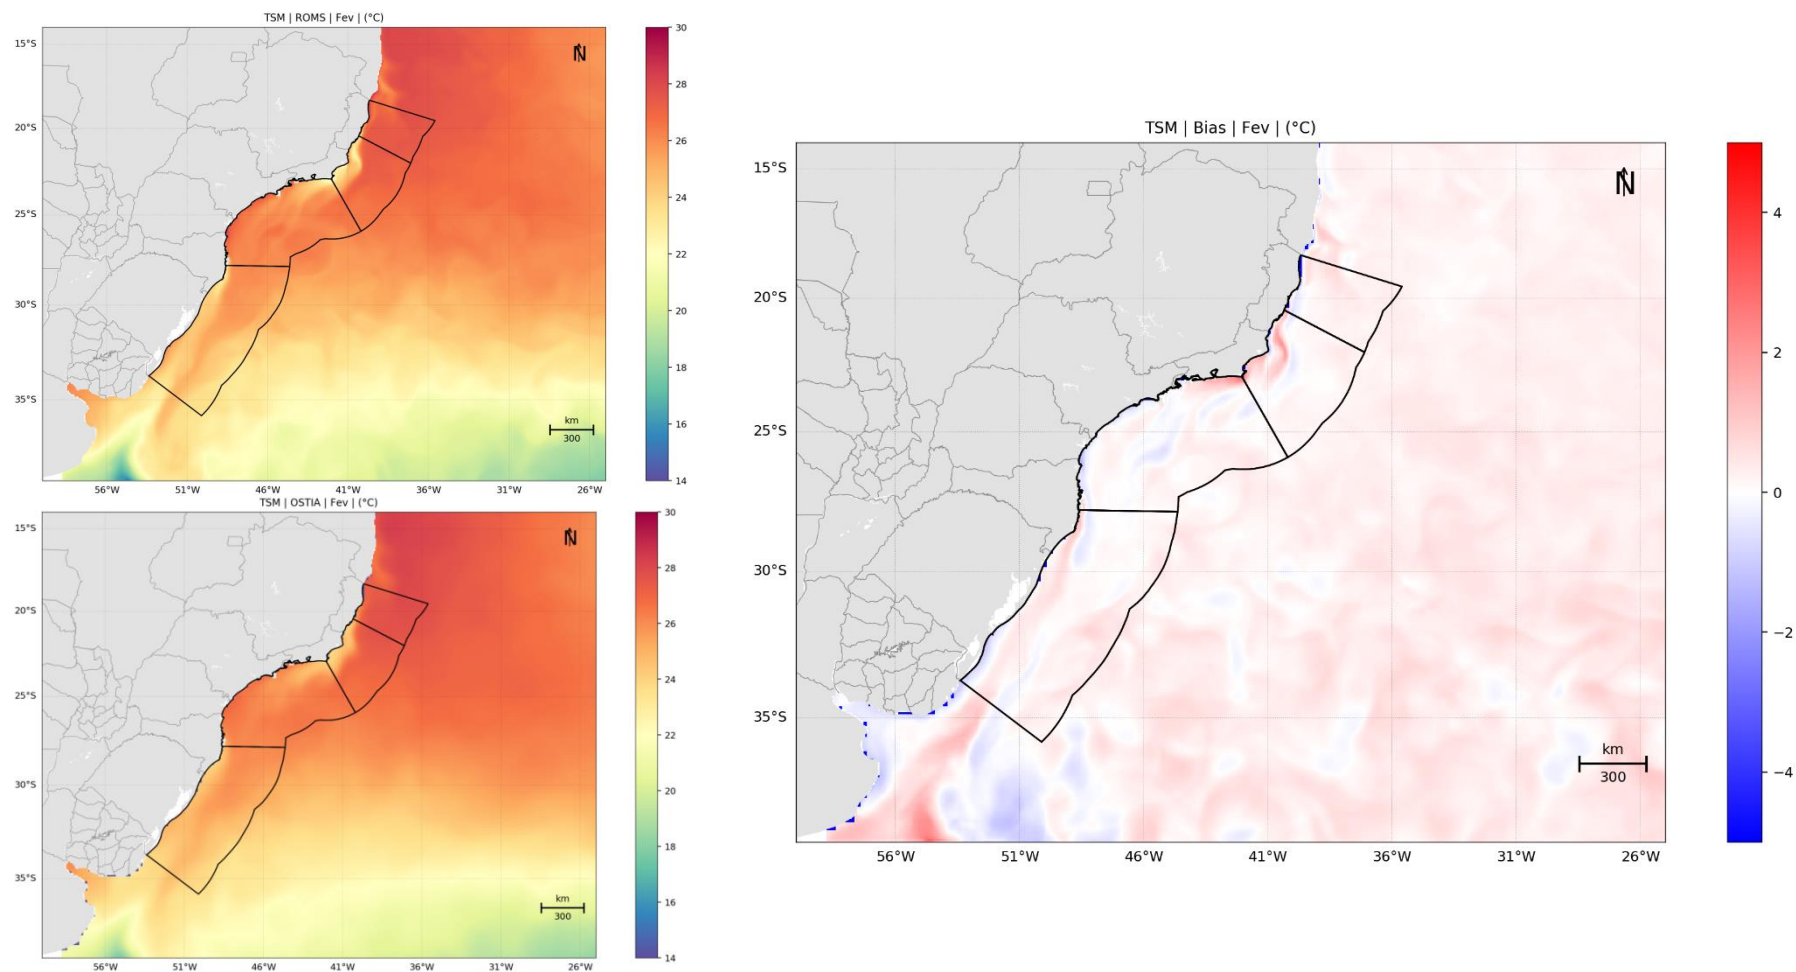 TSM | ROMS | Fev | (°C)
15°S
20°S
25°S
30°S
35°S
56°W 51°W 46°W 41°W 36°W 31°W 26°W
N
km
300
30
28
26
24
22
20
18
16
14
TSM | OSTIA | Fev | (°C)
15°S
20°S
25°S
30°S
35°S
56°W 51°W 46°W 41°W 36°W 31°W 26°W
N
km
300
30
28
26
24
22
20
18
16
14
TSM | Bias | Fev | (°C)
15°S
20°S
25°S
30°S
35°S
56°W 51°W 46°W 41°W 36°W 31°W 26°W
N
km
300
4
2
0
−2
−4